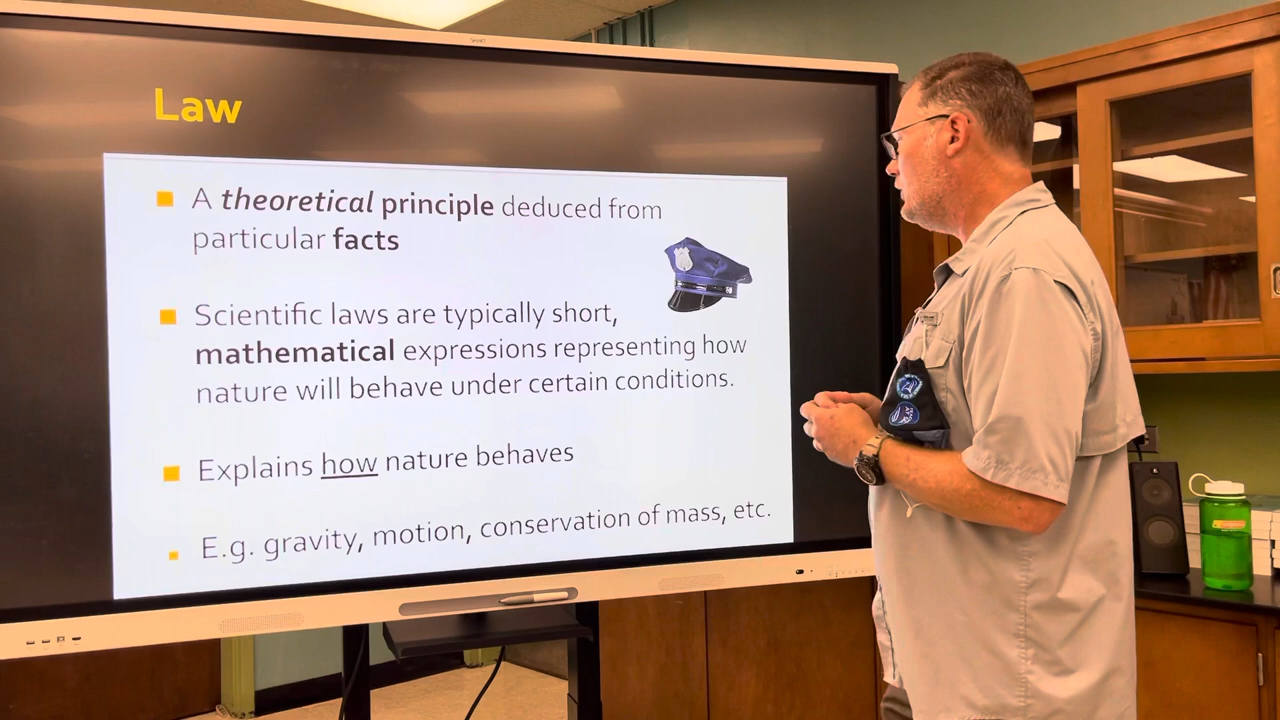 SMART
Law
A theoretical principle deduced from
particular facts
Scientific laws are typically short,
mathematical expressions representing how
nature will behave under certain conditions.
Explains how nature behaves
E.g. gravity, motion, conservation of mass, etc.